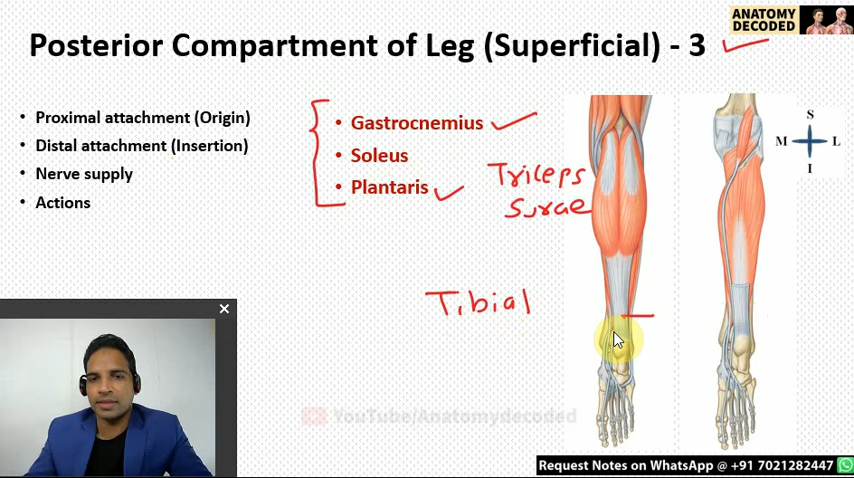 ANATOMY
DECODED
Posterior Compartment of Leg (Superficial) - 3
• Proximal attachment (Origin)
• Distal attachment (Insertion)
• Nerve supply
• Actions
• Gastrocnemius
• Soleus
• Plantaris
Triceps
Surae
S
M L
I
Tibial
YouTube/Anatomydecoded
Request Notes on WhatsApp @ +91 7021282447